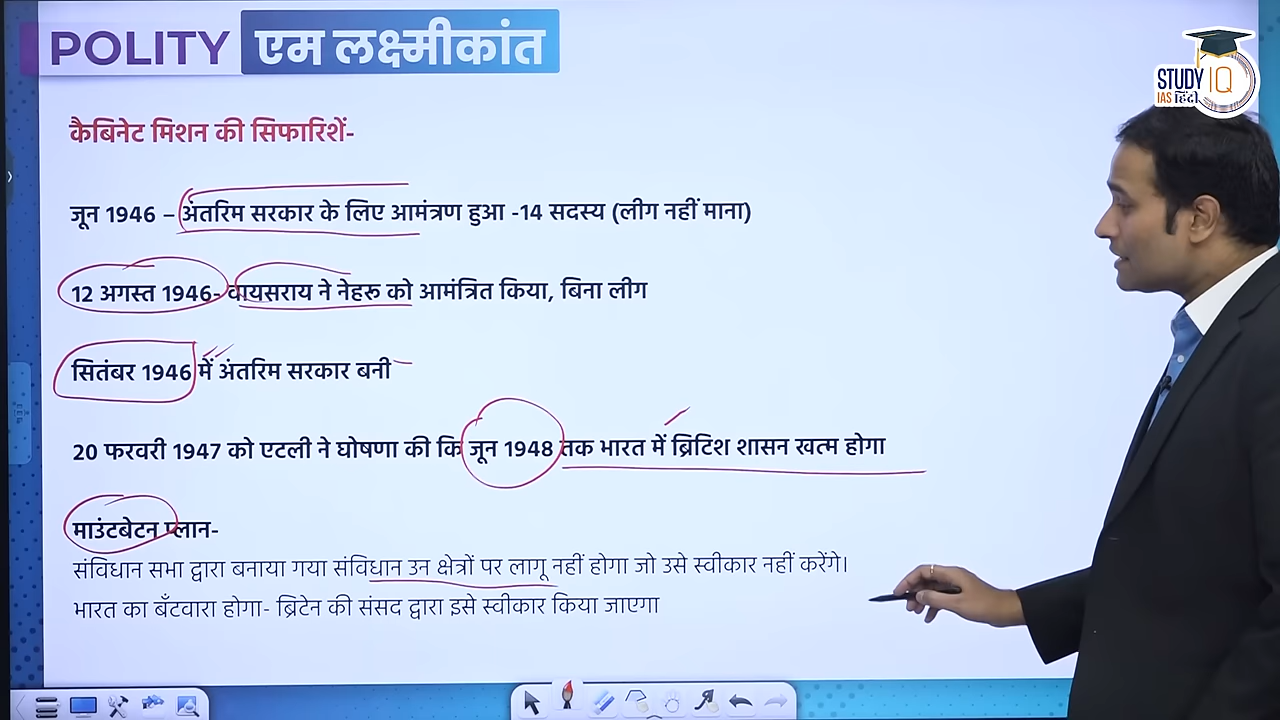 POLITY एम लक्ष्मीकांत
STUDY IQ
IAS हिंदी
कैबिनेट मिशन की सिफारिशें-
जून 1946 – अंतरिम सरकार के लिए आमंत्रण हुआ -14 सदस्य (लीग नहीं माना)
12 अगस्त 1946- वायसराय ने नेहरू को आमंत्रित किया, बिना लीग
सितंबर 1946 में अंतरिम सरकार बनी
20 फरवरी 1947 को एटली ने घोषणा की कि जून 1948 तक भारत में ब्रिटिश शासन खत्म होगा
माउंटबेटन प्लान-
संविधान सभा द्वारा बनाया गया संविधान उन क्षेत्रों पर लागू नहीं होगा जो उसे स्वीकार नहीं करेंगे।
भारत का बँटवारा होगा- ब्रिटेन की संसद द्वारा इसे स्वीकार किया जाएगा